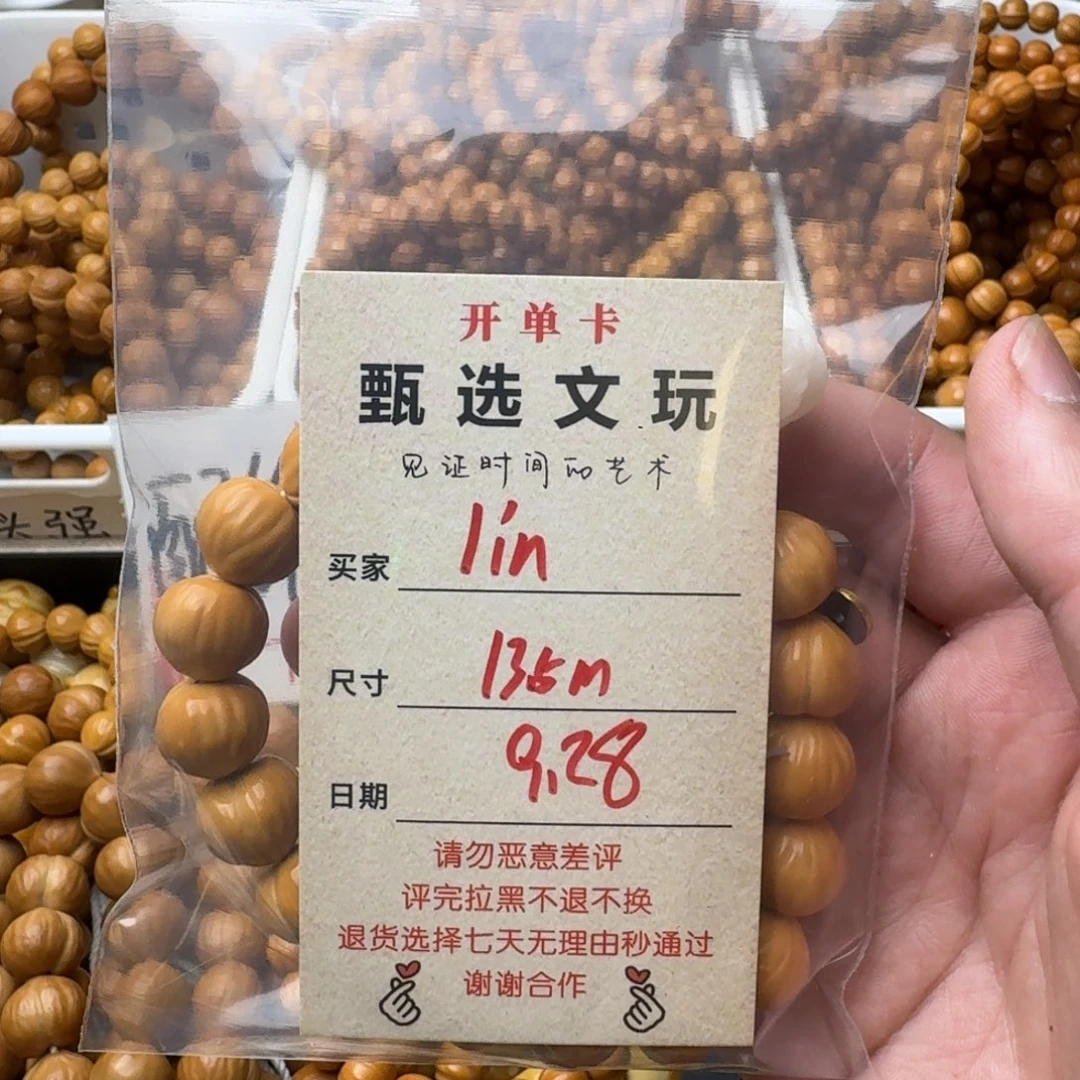 开单卡
甄选文玩
见证时间的艺术
买家 lin
尺寸
日期 9.28
请勿恶意差评
评完拉黑不退不换
退货选择七天无理由秒通过
谢谢合作
头强